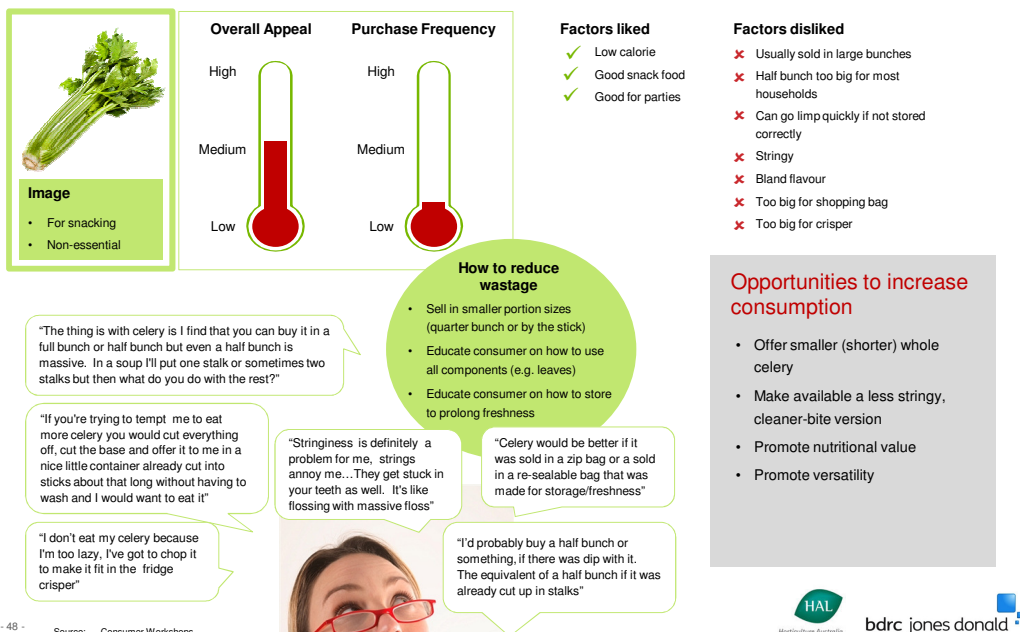 Overall Appeal
High
Medium
Low
Purchase Frequency
High
Medium
Low
Image
• For snacking
• Non-essential
Factors liked
Low calorie
Good snack food
Good for parties
Factors disliked
Usually sold in large bunches
Half bunch too big for most
households
Can go limp quickly if not stored
correctly
Stringy
Bland flavour
Too big for shopping bag
Too big for crisper
How to reduce
wastage
• Sell in smaller portion sizes
(quarter bunch or by the stick)
• Educate consumer on how to use
all components (e.g. leaves)
• Educate consumer on how to store
to prolong freshness
Opportunities to increase
consumption
• Offer smaller (shorter) whole
celery
• Make available a less stringy,
cleaner-bite version
• Promote nutritional value
• Promote versatility
“The thing is with celery is I find that you can buy it in a
full bunch or half bunch but even a half bunch is
massive. In a soup I'll put one stalk or sometimes two
stalks but then what do you do with the rest?”
“If you're trying to tempt me to eat
more celery you would cut everything
off, cut the base and offer it to me in a
nice little container already cut into
sticks about that long without having to
wash and I would want to eat it”
“Stringiness is definitely a
problem for me, strings
annoy me…They get stuck in
your teeth as well. It's like
flossing with massive floss”
“Celery would be better if it
was sold in a zip bag or a sold
in a re-sealable bag that was
made for storage/freshness”
“I don't eat my celery because
I'm too lazy, I've got to chop it
to make it fit in the fridge
crisper”
“I'd probably buy a half bunch or
something, if there was dip with it.
The equivalent of a half bunch if it was
already cut up in stalks”
- 48 -
Source: Consumer Workshops
HAL
Horticulture Australia
bdrc jones donald